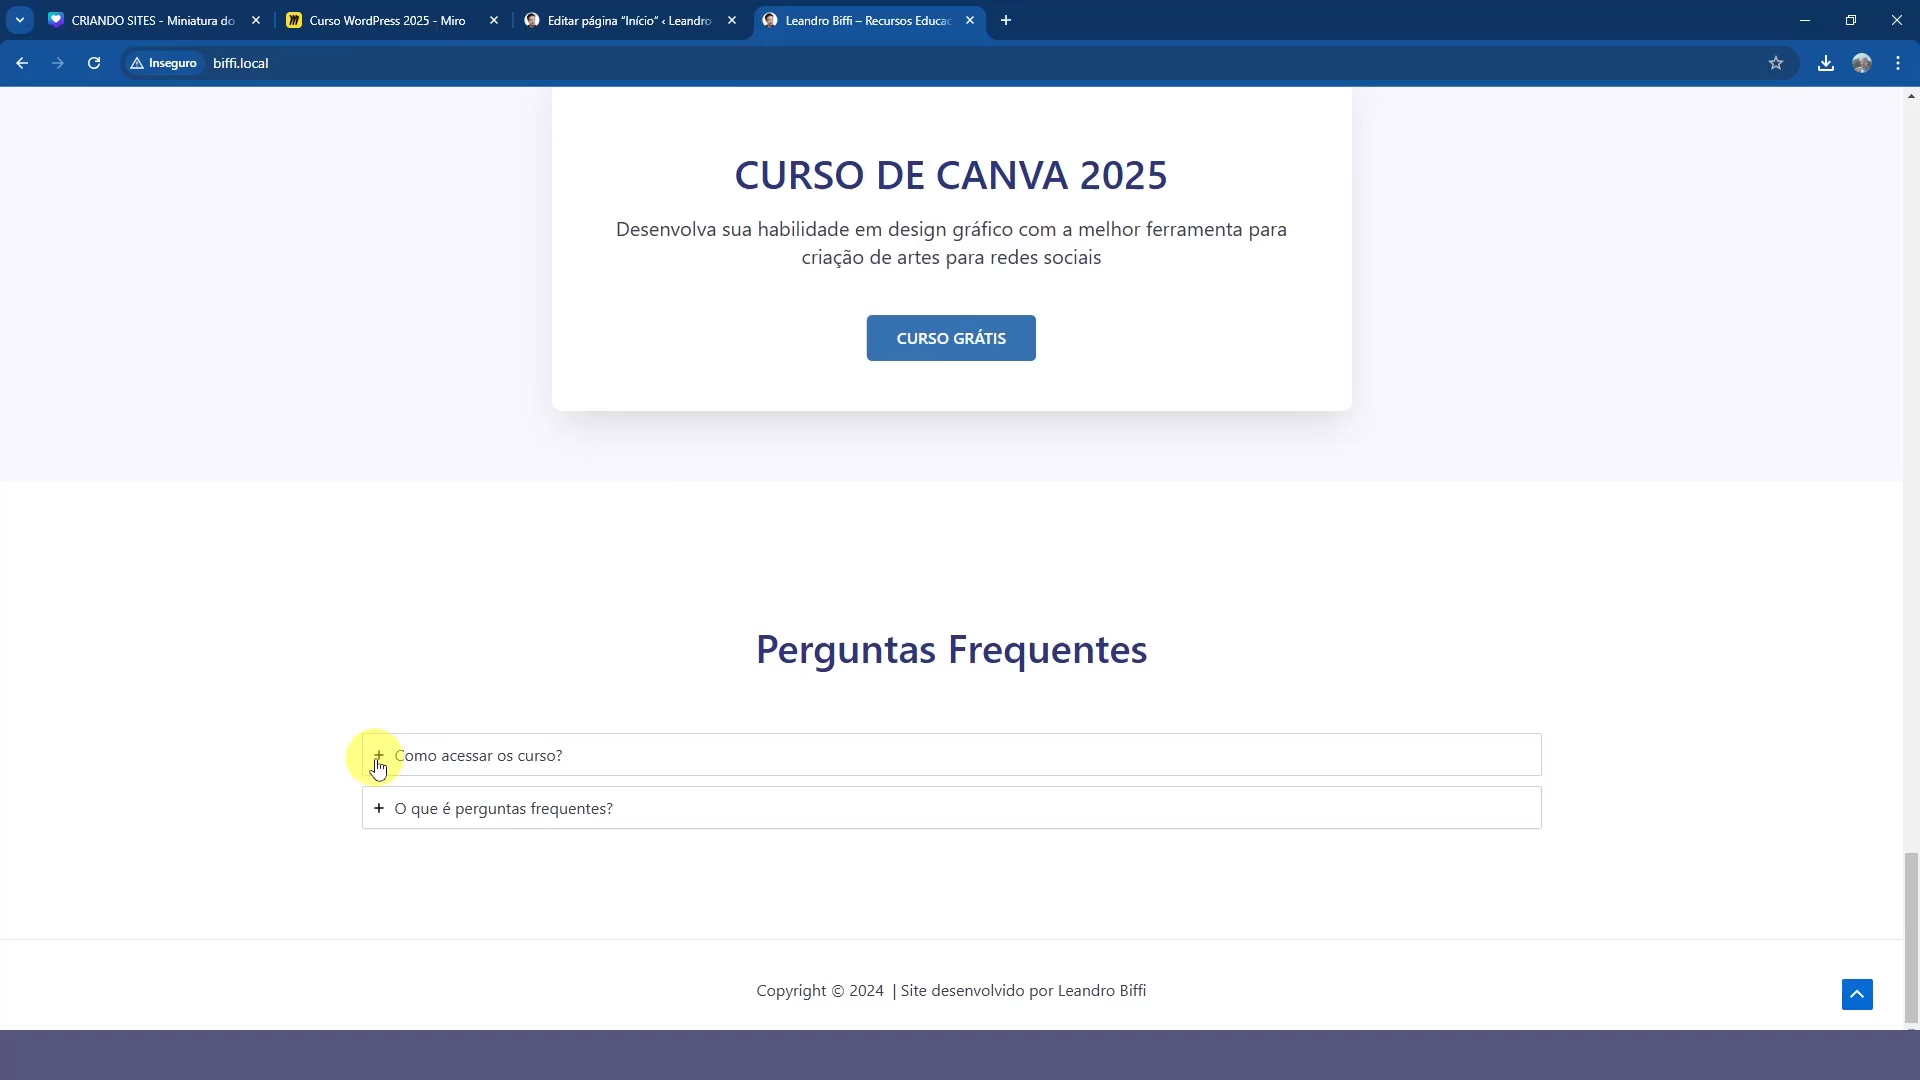 CRIANDO SITES - Miniatura do
Curso WordPress 2025 - Miro
Editar página “Início” ‹ Leandro
Leandro Biffi – Recursos Educac
Inseguro
biffi.local
CURSO DE CANVA 2025
Desenvolva sua habilidade em design gráfico com a melhor ferramenta para
criação de artes para redes sociais
CURSO GRÁTIS
Perguntas Frequentes
+ Como acessar os curso?
+ O que é perguntas frequentes?
Copyright © 2024 | Site desenvolvido por Leandro Biffi